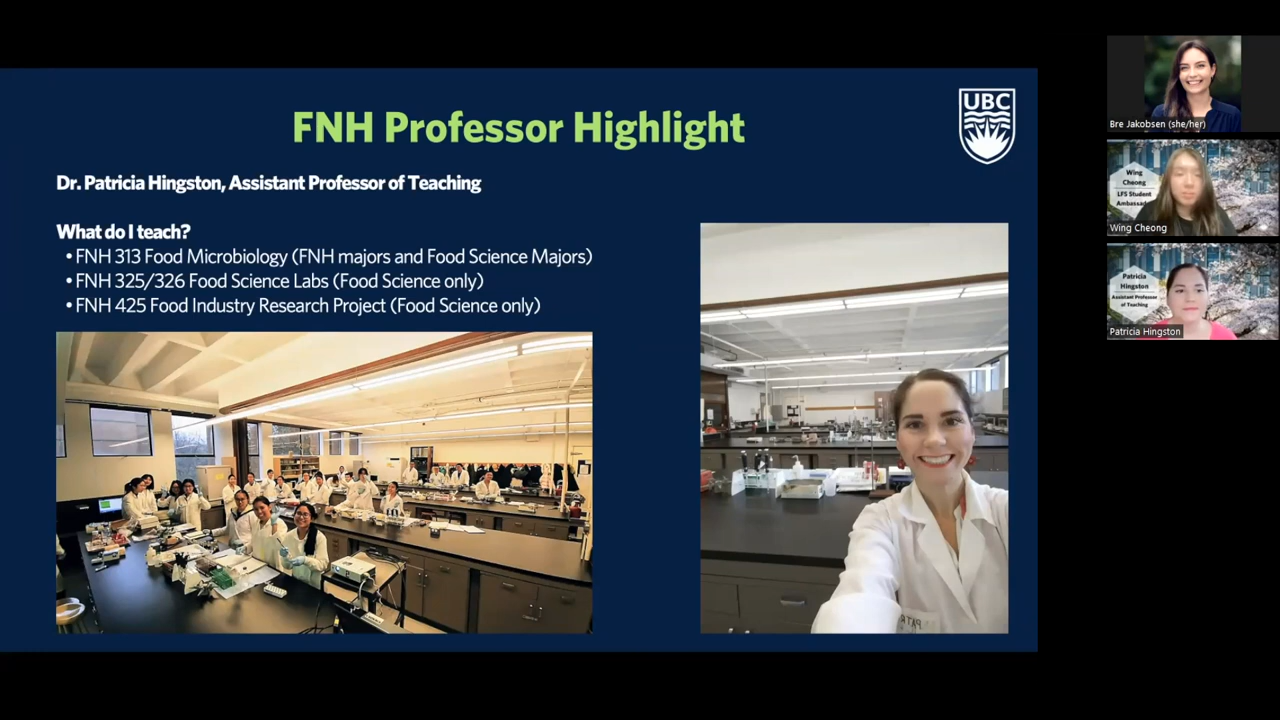 FNH Professor Highlight
UBC
Dr. Patricia Hingston, Assistant Professor of Teaching
What do I teach?
• FNH 313 Food Microbiology (FNH majors and Food Science Majors)
• FNH 325/326 Food Science Labs (Food Science only)
• FNH 425 Food Industry Research Project (Food Science only)
Bre Jakobsen (she/her)
Wing
Cheong
LFS Student
Wing Cheong
Patricia
Hingston
Assistant Professor
of Teaching
Patricia Hingston